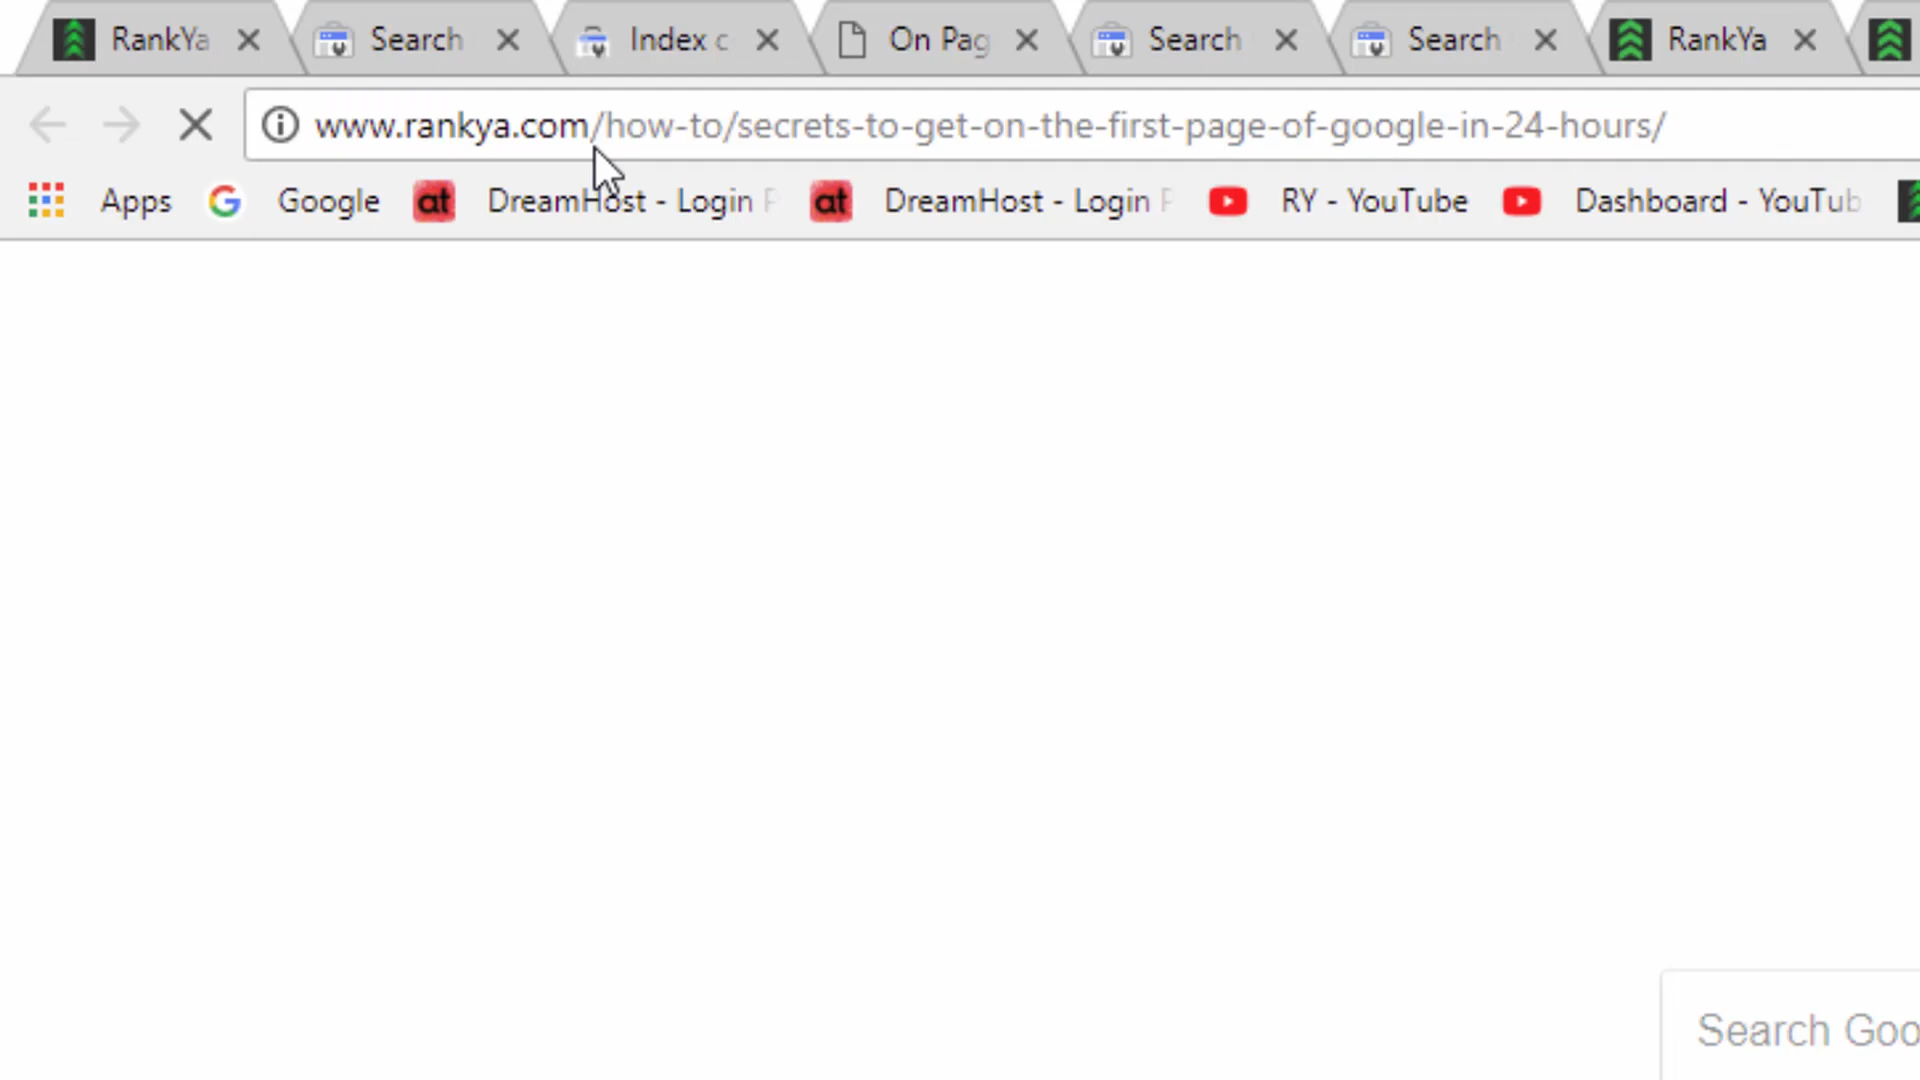 RankYa Search Index c On Pag Search Search RankYa
www.rankya.com/how-to/secrets-to-get-on-the-first-page-of-google-in-24-hours/
Apps Google at DreamHost - Login P at DreamHost - Login P RY - YouTube Dashboard - YouTub
Search Goo